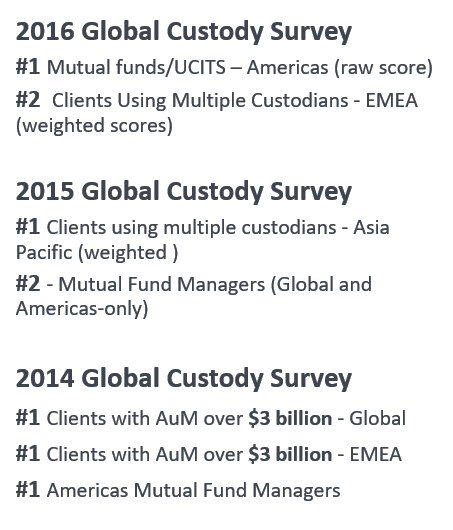 2016 Global Custody Survey
#1 Mutual funds/UCITS – Americas (raw score)
#2 Clients Using Multiple Custodians - EMEA
(weighted scores)
2015 Global Custody Survey
#1 Clients using multiple custodians - Asia
Pacific (weighted )
#2 - Mutual Fund Managers (Global and
Americas-only)
2014 Global Custody Survey
#1 Clients with AuM over $3 billion - Global
#1 Clients with AuM over $3 billion - EMEA
#1 Americas Mutual Fund Managers